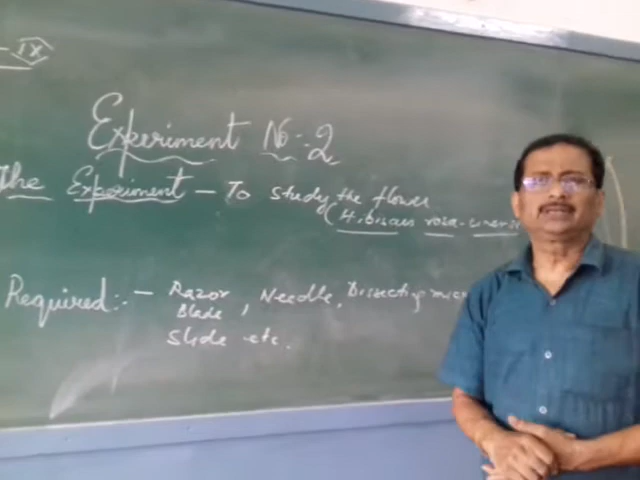 - IX
Experiment No:- 2
The Experiment - To study the flower
(Hibiscus rosa-sinensis
Required:- - Razor Blade, Needle, Dissecting micr
Slide etc.